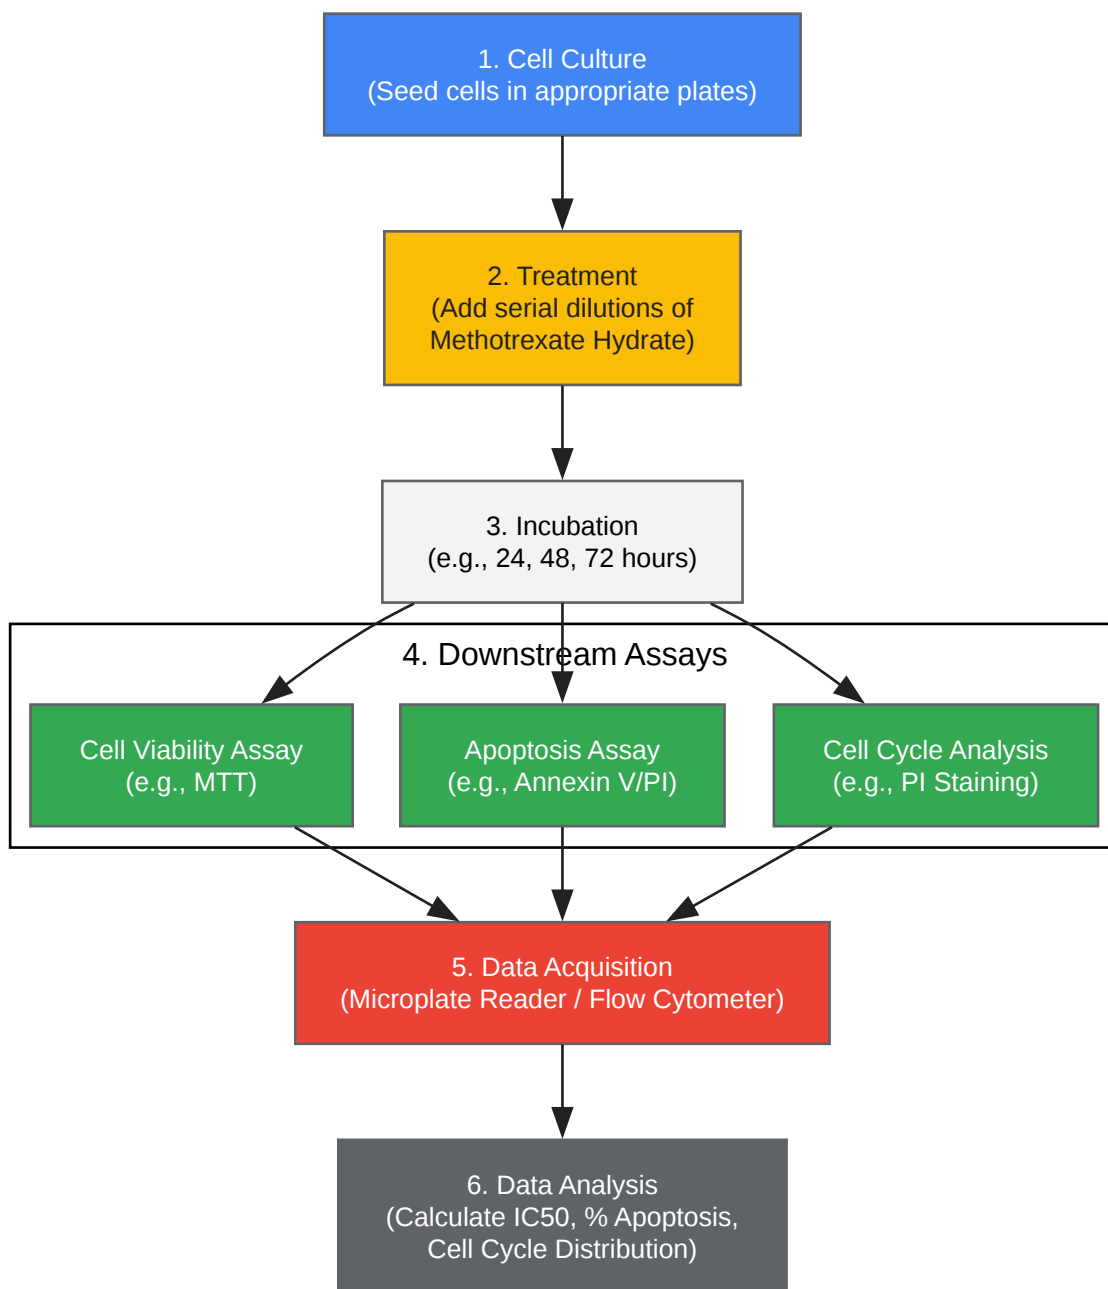 1. Cell Culture
(Seed cells in appropriate plates)
2. Treatment
(Add serial dilutions of
Methotrexate Hydrate)
3. Incubation
(e.g., 24, 48, 72 hours)
4. Downstream Assays
Cell Viability Assay
(e.g., MTT)
Apoptosis Assay
(e.g., Annexin V/PI)
Cell Cycle Analysis
(e.g., PI Staining)
5. Data Acquisition
(Microplate Reader / Flow Cytometer)
6. Data Analysis
(Calculate IC50, % Apoptosis,
Cell Cycle Distribution)